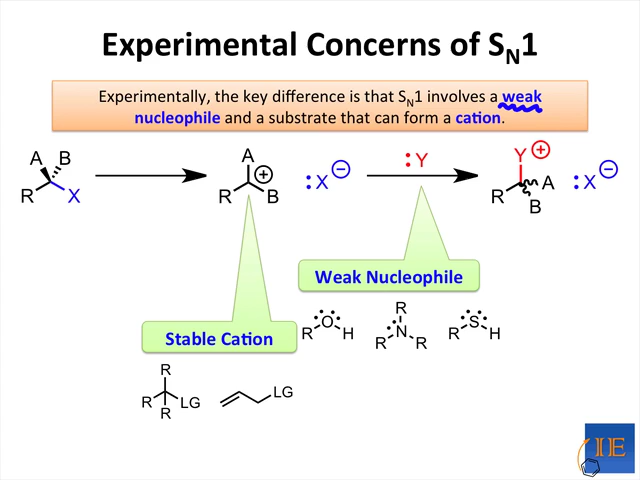 Experimental Concerns of SN1
Experimentally, the key difference is that SN1 involves a weak
nucleophile and a substrate that can form a cation.
A B
R X
A
R B
+
:X −
:Y
Y +
R A
B
:X −
Weak Nucleophile
R O H
R
R N R
R S H
Stable Cation
R
R LG
R
LG
IE